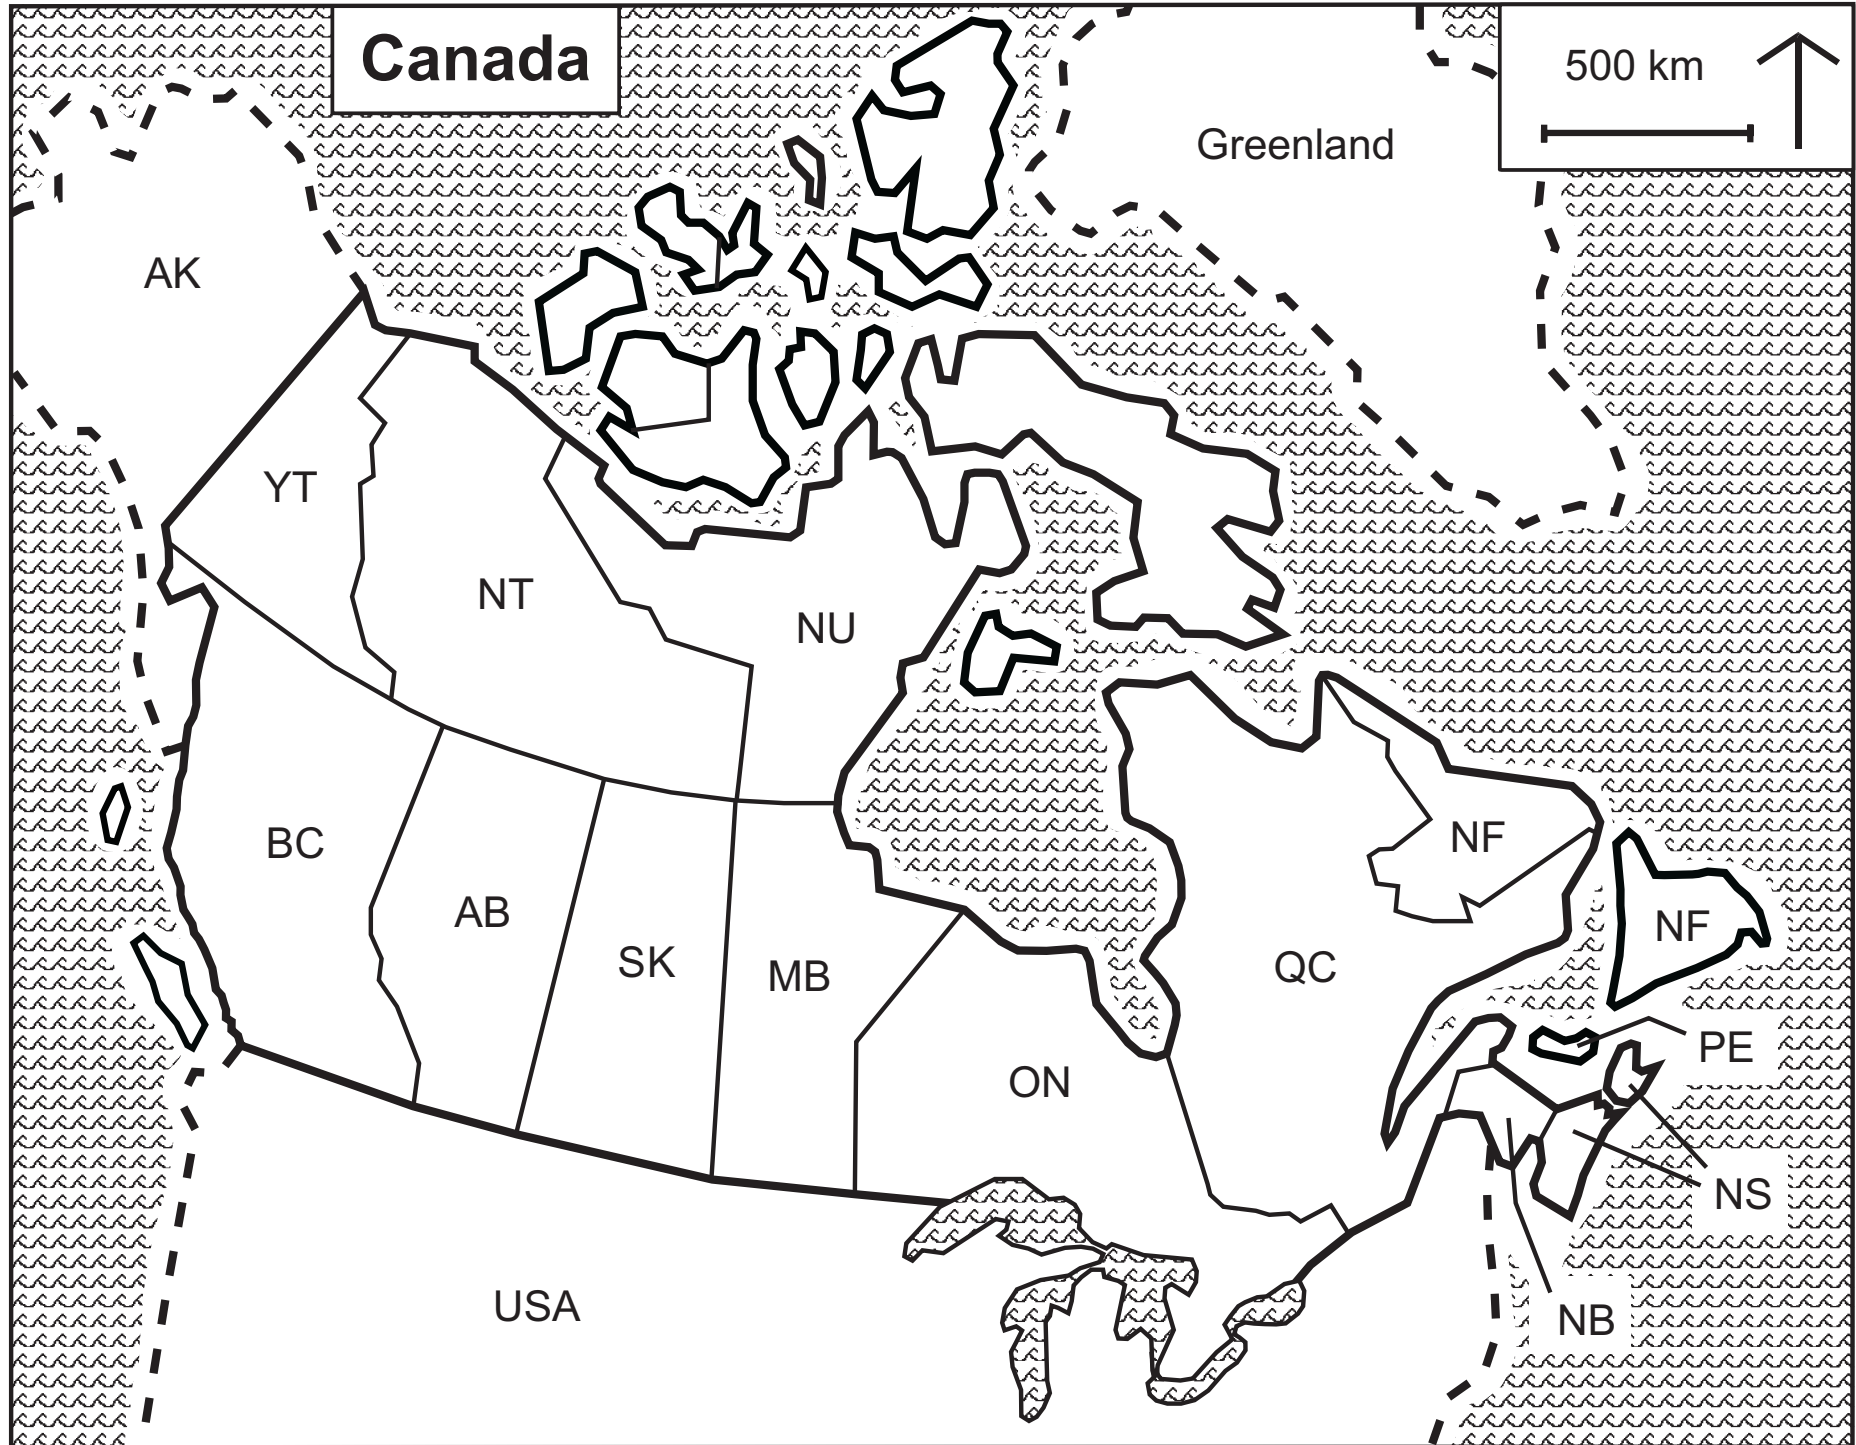 Canada
500 km
Greenland
AK
YT
NT
NU
BC
AB
SK
MB
ON
QC
NF
NF
PE
NS
NB
USA